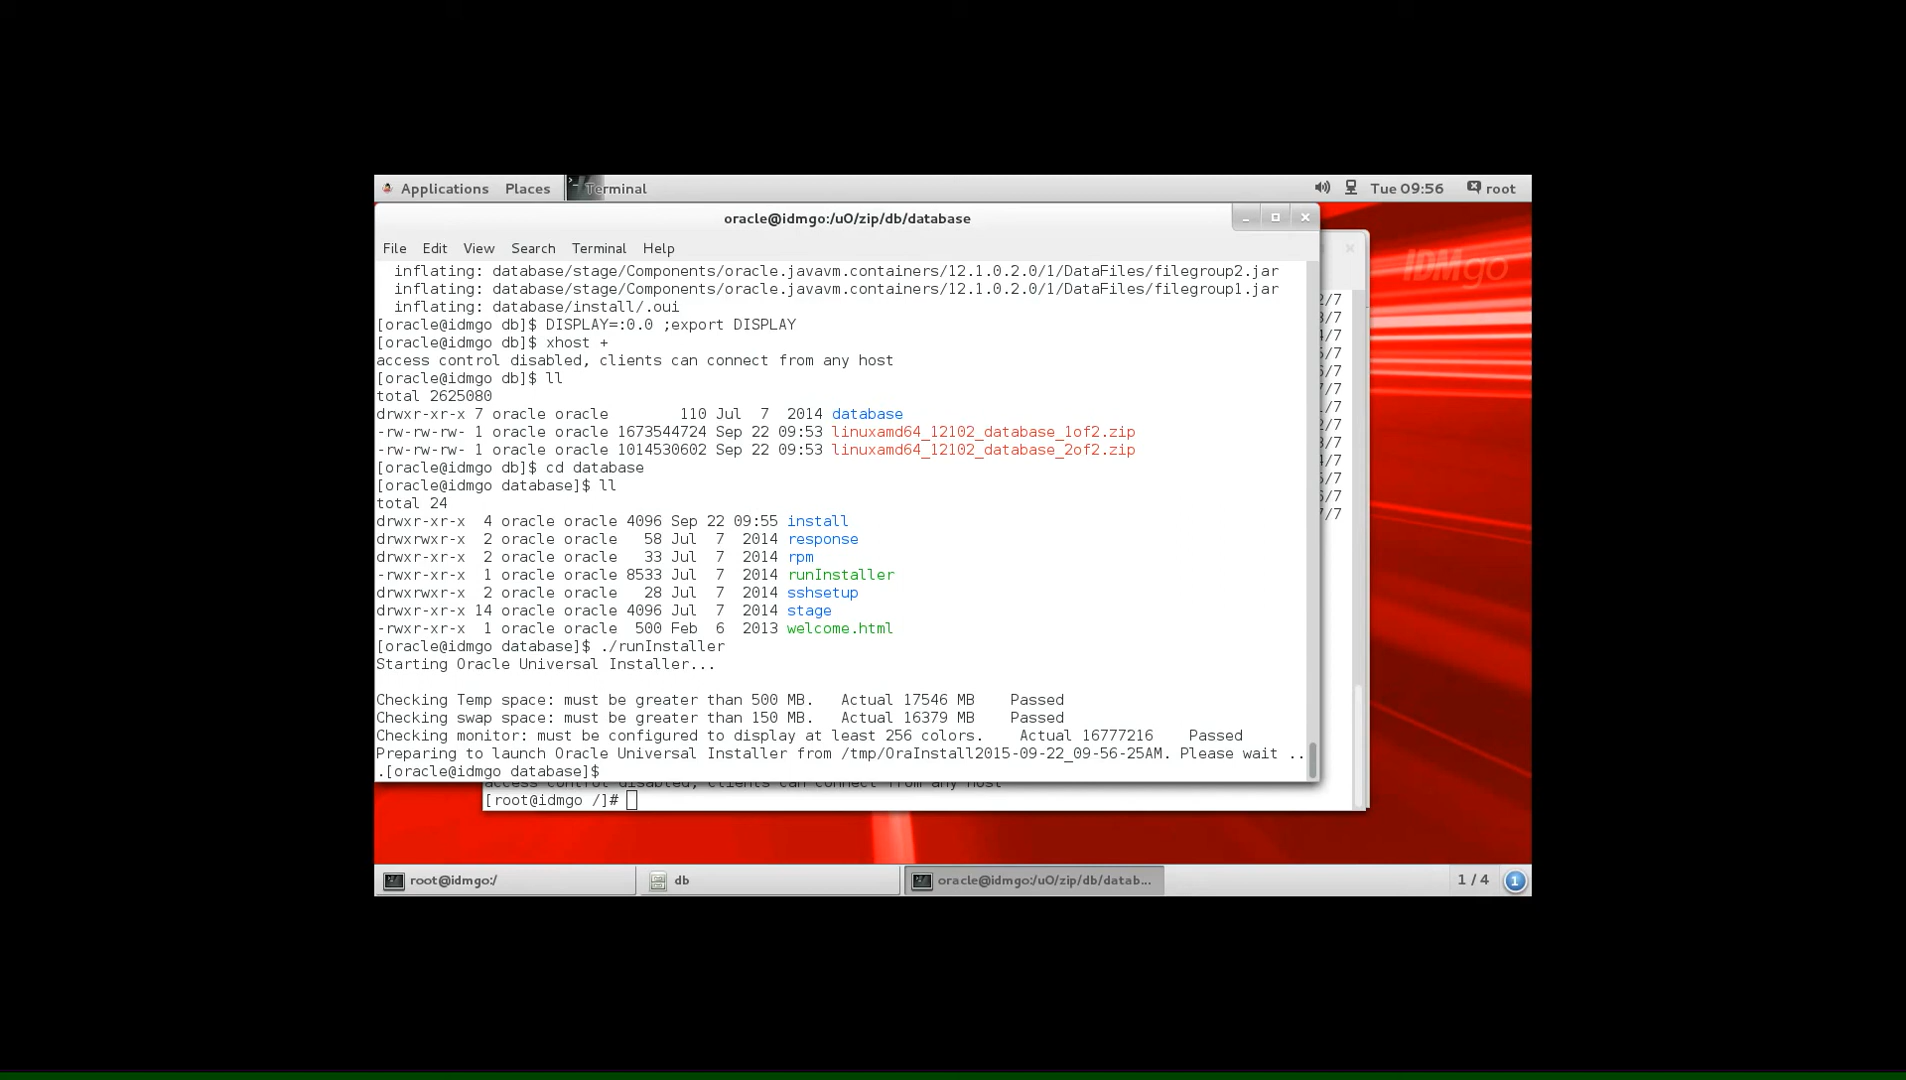 Applications Places Terminal Tue 09:56 root
oracle@idmgo:/u0/zip/db/database
File Edit View Search Terminal Help
IDMgo
inflating: database/stage/Components/oracle.javavm.containers/12.1.0.2.0/1/DataFiles/filegroup2.jar
inflating: database/stage/Components/oracle.javavm.containers/12.1.0.2.0/1/DataFiles/filegroup1.jar
inflating: database/install/.oui
[oracle@idmgo db]$ DISPLAY=:0.0 ;export DISPLAY
[oracle@idmgo db]$ xhost +
access control disabled, clients can connect from any host
[oracle@idmgo db]$ ll
total 2625080
drwxr-xr-x 7 oracle oracle 110 Jul 7 2014 database
-rw-rw-rw- 1 oracle oracle 1673544724 Sep 22 09:53 linuxamd64_12102_database_1of2.zip
-rw-rw-rw- 1 oracle oracle 1014530602 Sep 22 09:53 linuxamd64_12102_database_2of2.zip
[oracle@idmgo db]$ cd database
[oracle@idmgo database]$ ll
total 24
drwxr-xr-x 4 oracle oracle 4096 Sep 22 09:55 install
drwxrwxr-x 2 oracle oracle 58 Jul 7 2014 response
drwxr-xr-x 2 oracle oracle 33 Jul 7 2014 rpm
-rwxr-xr-x 1 oracle oracle 8533 Jul 7 2014 runInstaller
drwxrwxr-x 2 oracle oracle 28 Jul 7 2014 sshsetup
drwxr-xr-x 14 oracle oracle 4096 Jul 7 2014 stage
-rwxr-xr-x 1 oracle oracle 500 Feb 6 2013 welcome.html
[oracle@idmgo database]$ ./runInstaller
Starting Oracle Universal Installer...
Checking Temp space: must be greater than 500 MB. Actual 17546 MB Passed
Checking swap space: must be greater than 150 MB. Actual 16379 MB Passed
Checking monitor: must be configured to display at least 256 colors. Actual 16777216 Passed
Preparing to launch Oracle Universal Installer from /tmp/OraInstall2015-09-22_09-56-25AM. Please wait ..
.[oracle@idmgo database]$
access control disabled, clients can connect from any host
[root@idmgo /]#
root@idmgo:/ db oracle@idmgo:/u0/zip/db/datab... 1 / 4 1